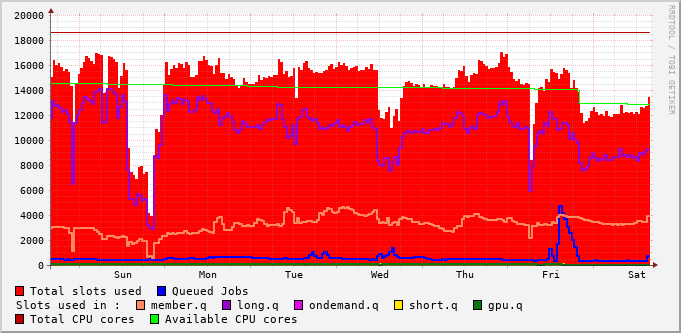 20000
18000
16000
14000
12000
10000
8000
6000
4000
2000
0
Sun Mon Tue Wed Thu Fri Sat
Total slots used Queued Jobs
Slots used in : member.q long.q ondemand.q short.q gpu.q
Total CPU cores Available CPU cores
RRDTOOL / TOBI OETIKER